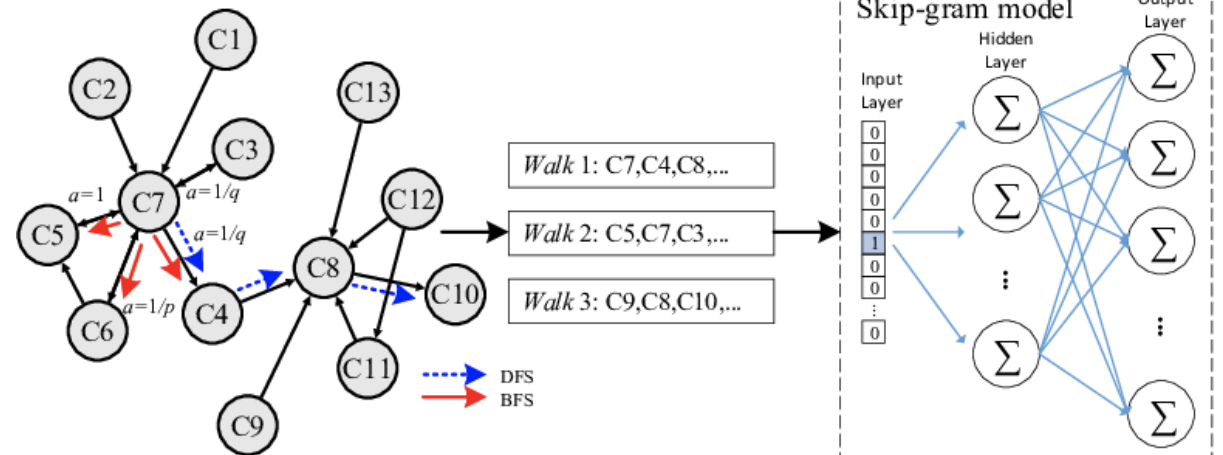 C1
C2
C13
C3
a=1
C7
a=1/q
C12
C5
a=1/q
C8
C10
a=1/p
C4
C6
C11
C9
DFS
BFS
Walk 1: C7,C4,C8,...
Walk 2: C5,C7,C3,...
Walk 3: C9,C8,C10,...
Skip-gram model
Input
Layer
Hidden
Layer
Output
Layer
0
0
0
0
0
1
0
0
⋮
0
Σ
Σ
⋮
Σ
Σ
Σ
Σ
⋮
Σ